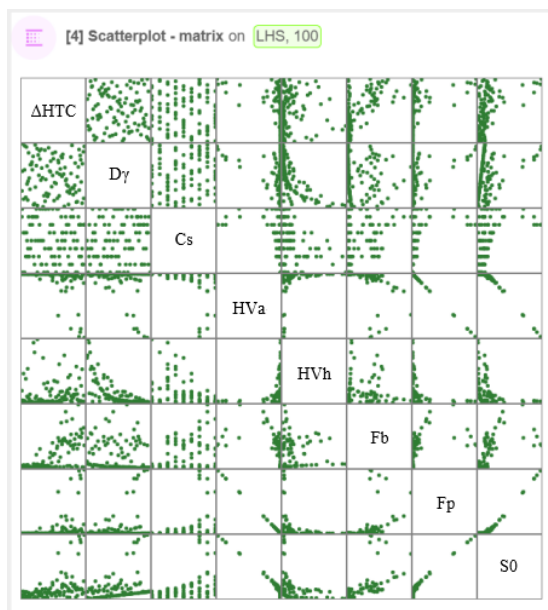 [4] Scatterplot - matrix on LHS, 100
ΔHTC
Dγ
Cs
HVa
HVh
Fb
Fp
S0